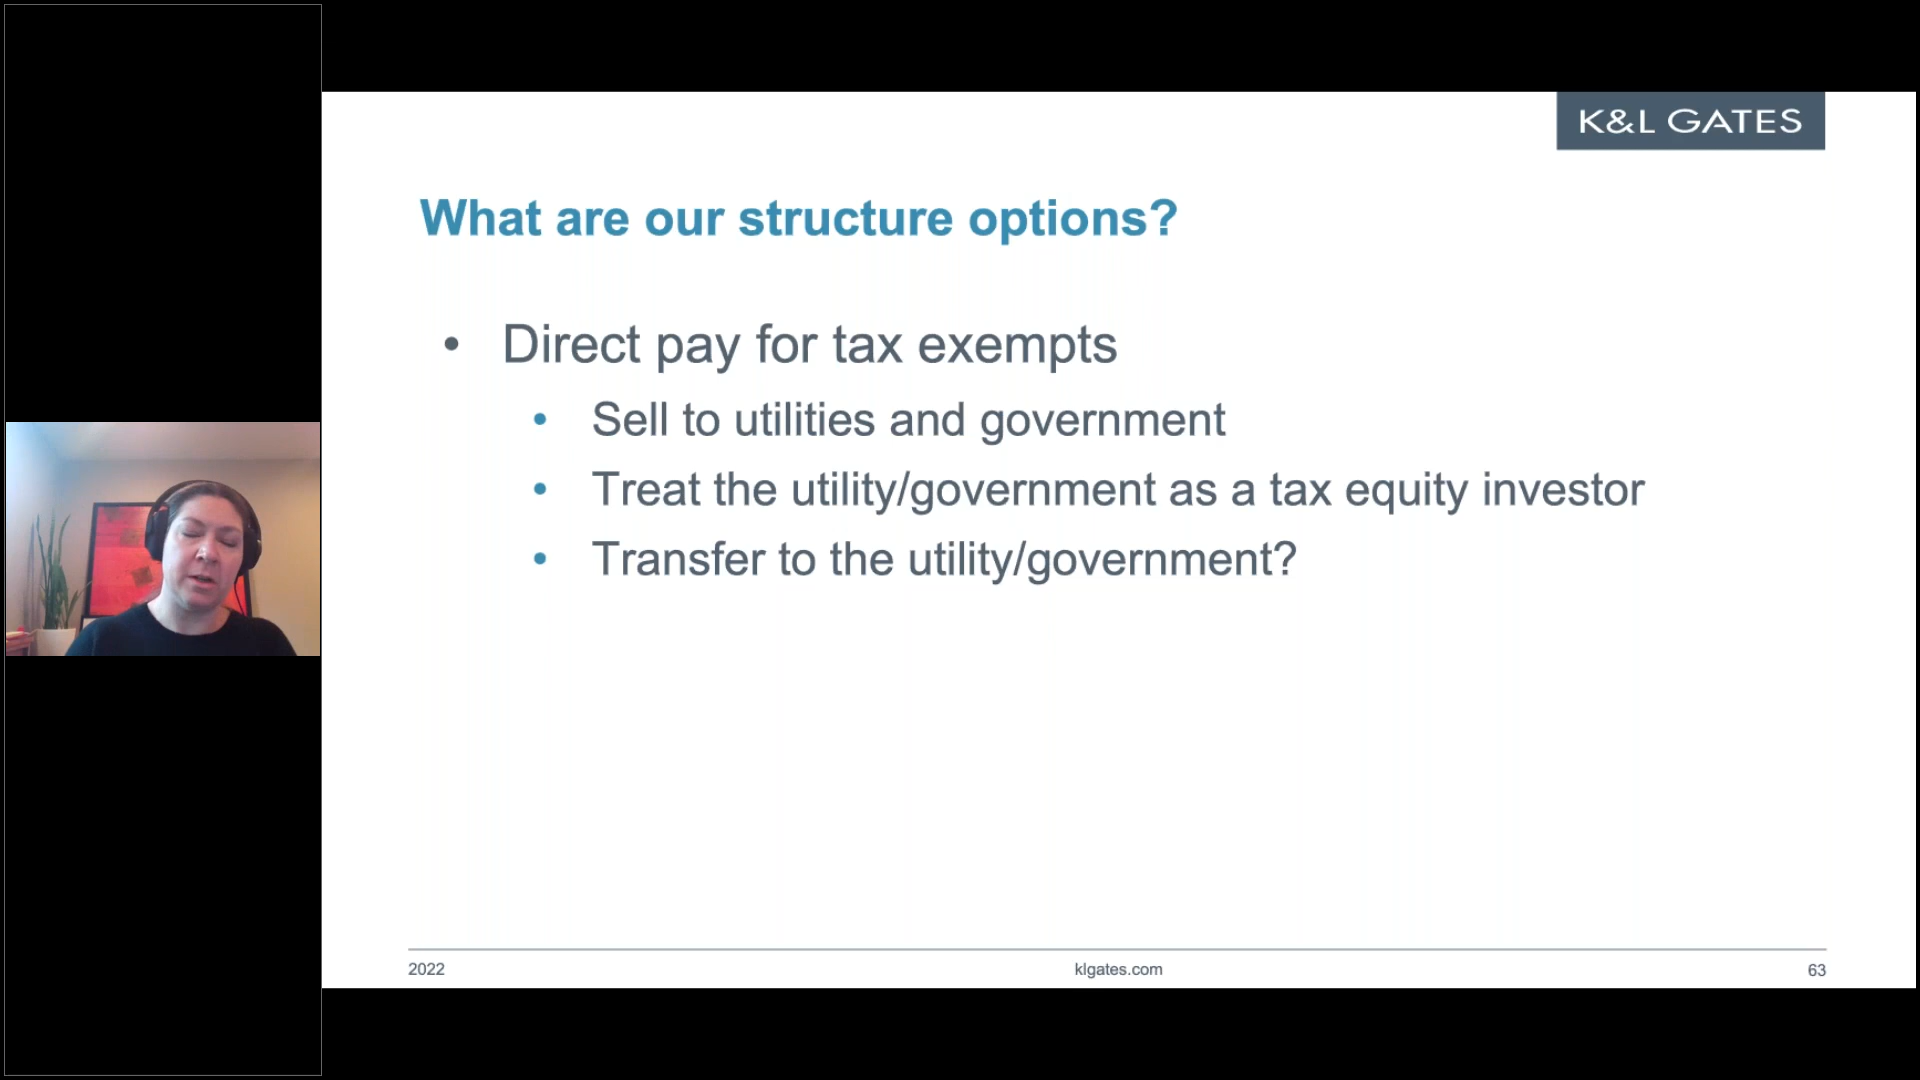 K&L GATES
What are our structure options?
• Direct pay for tax exempts
• Sell to utilities and government
• Treat the utility/government as a tax equity investor
• Transfer to the utility/government?
2022 klgates.com 63